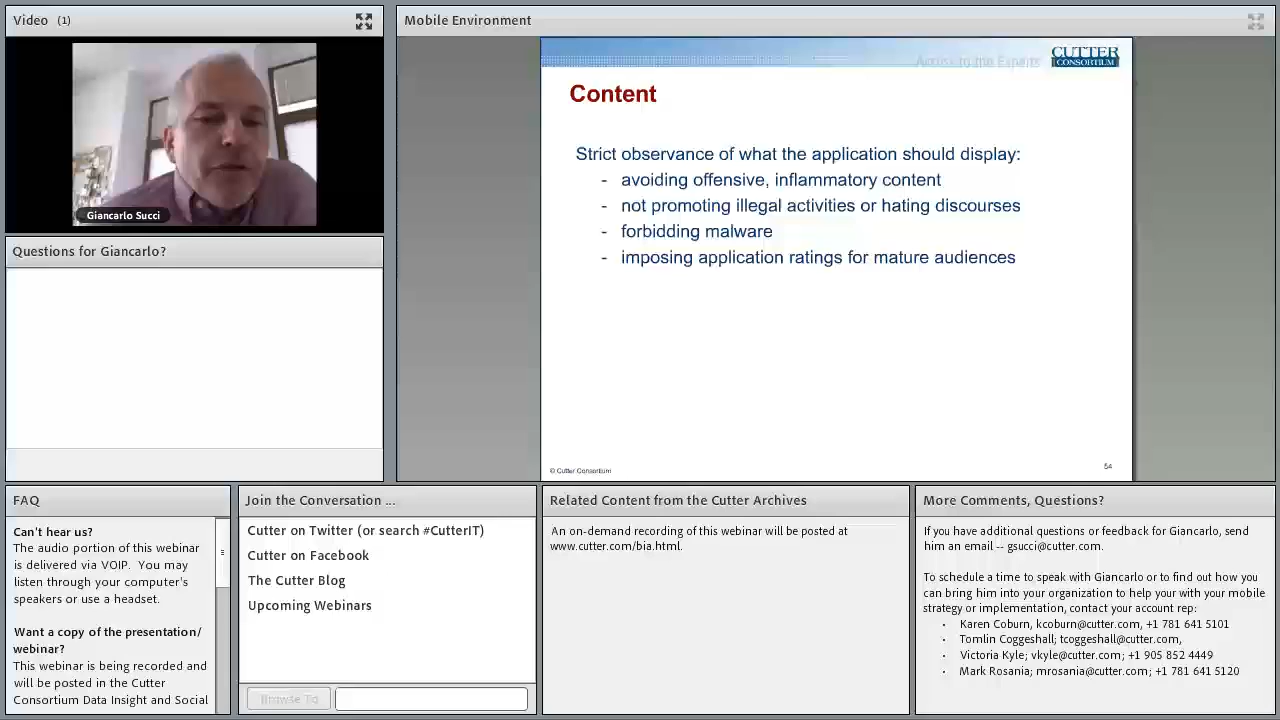 Video (1)
Giancarlo Succi
Questions for Giancarlo?
Mobile Environment
Access to the Experts
CUTTER
CONSORTIUM
Content
Strict observance of what the application should display:
- avoiding offensive, inflammatory content
- not promoting illegal activities or hating discourses
- forbidding malware
- imposing application ratings for mature audiences
© Cutter Consortium
54
FAQ
Can't hear us?
The audio portion of this webinar
is delivered via VOIP. You may
listen through your computer's
speakers or use a headset.
Want a copy of the presentation/
webinar?
This webinar is being recorded and
will be posted in the Cutter
Consortium Data Insight and Social
Join the Conversation ...
Cutter on Twitter (or search #CutterIT)
Cutter on Facebook
The Cutter Blog
Upcoming Webinars
Browse To
Related Content from the Cutter Archives
An on-demand recording of this webinar will be posted at
www.cutter.com/bia.html.
More Comments, Questions?
If you have additional questions or feedback for Giancarlo, send
him an email -- gsucci@cutter.com.
To schedule a time to speak with Giancarlo or to find out how you
can bring him into your organization to help your with your mobile
strategy or implementation, contact your account rep:
• Karen Coburn, kcoburn@cutter.com, +1 781 641 5101
• Tomlin Coggeshall; tcoggeshall@cutter.com,
• Victoria Kyle; vkyle@cutter.com; +1 905 852 4449
• Mark Rosania; mrosania@cutter.com; +1 781 641 5120